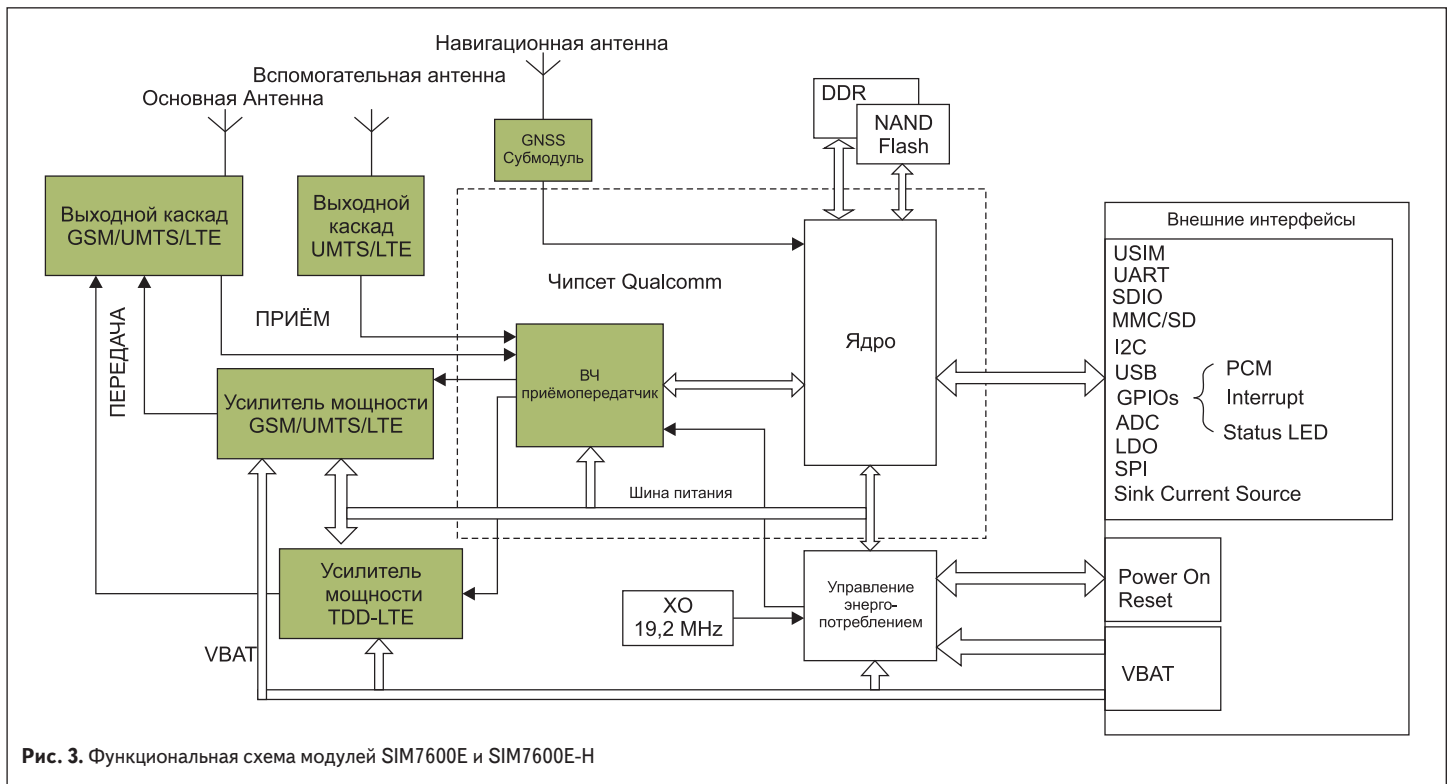 Навигационная антенна
Вспомогательная антенна
Основная Антенна
DDR
NAND
Flash
GNSS
Субмодуль
Выходной каскад
GSM/UMTS/LTE
Выходной
каскад
UMTS/LTE
Внешние интерфейсы
USIM
UART
SDIO
MMC/SD
I2C
USB
GPIOs
ADC
LDO
SPI
Sink Current Source
PCM
Interrupt
Status LED
Чипсет Qualcomm
ПЕРЕДАЧА
ПРИЁМ
Ядро
ВЧ
приёмопередатчик
Усилитель мощности
GSM/UMTS/LTE
Шина питания
Усилитель
мощности
TDD-LTE
XO
19,2 MHz
Управление
энерго-
потреблением
Power On
Reset
VBAT
VBAT
Рис. 3. Функциональная схема модулей SIM7600E и SIM7600E-H